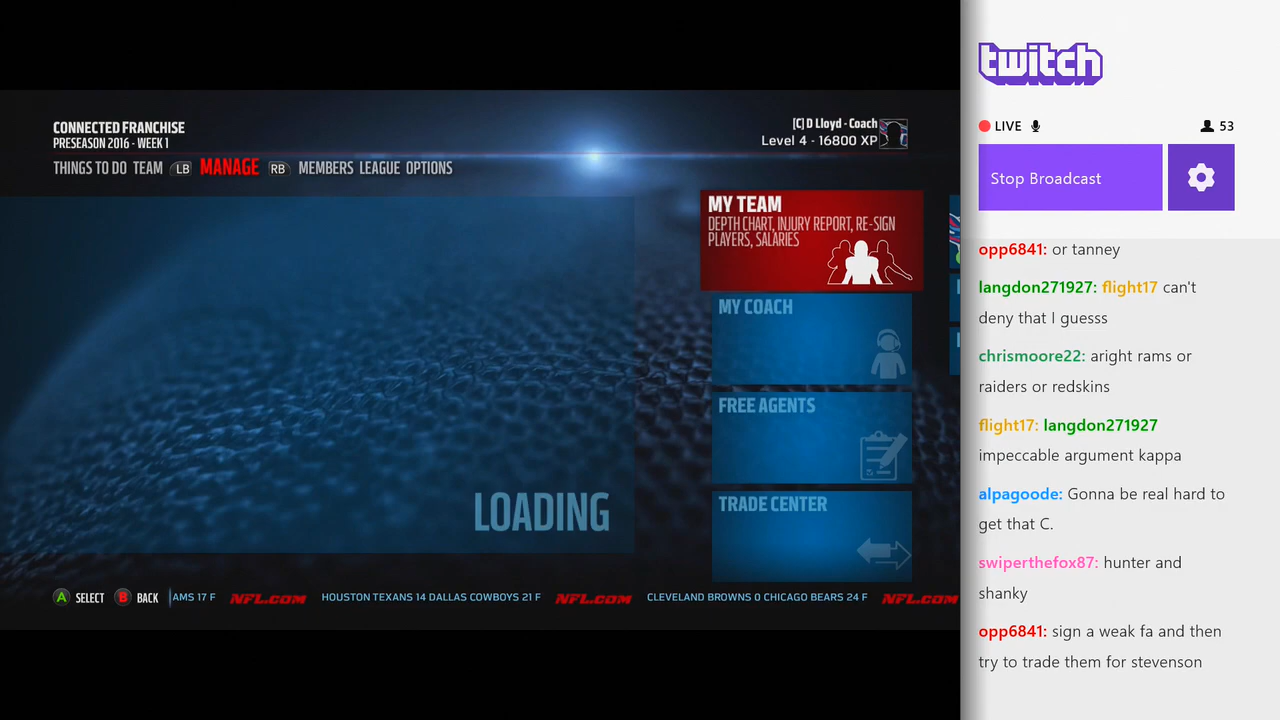 CONNECTED FRANCHISE
PRESEASON 2016 - WEEK 1
[C] D Lloyd - Coach
Level 4 - 16800 XP
THINGS TO DO TEAM LB MANAGE RB MEMBERS LEAGUE OPTIONS
MY TEAM
DEPTH CHART, INJURY REPORT, RE-SIGN
PLAYERS, SALARIES
MY COACH
FREE AGENTS
TRADE CENTER
LOADING
A SELECT B BACK AMS 17 F NFL.COM HOUSTON TEXANS 14 DALLAS COWBOYS 21 F NFL.COM CLEVELAND BROWNS 0 CHICAGO BEARS 24 F NFL.COM
twitch
LIVE 53
Stop Broadcast
opp6841: or tanney
langdon271927: flight17 can't
deny that I guesss
chrismoore22: aright rams or
raiders or redskins
flight17: langdon271927
impeccable argument kappa
alpagoode: Gonna be real hard to
get that C.
swiperthefox87: hunter and
shanky
opp6841: sign a weak fa and then
try to trade them for stevenson